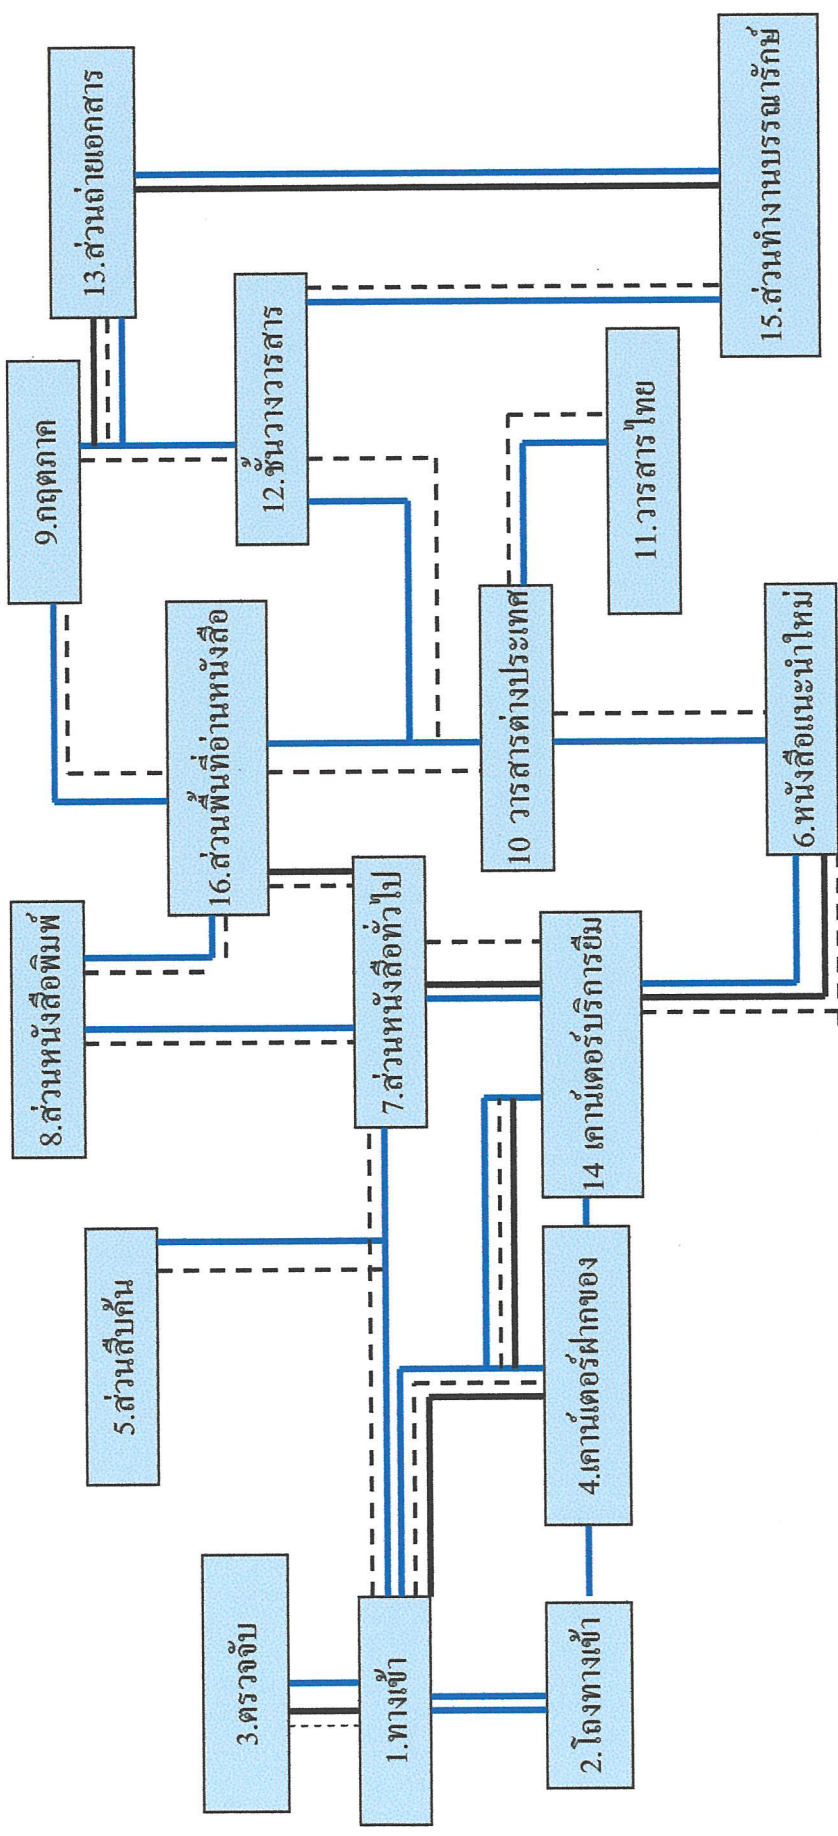 1.ทางเข้า
2.โถงทางเข้า
3.ตรวจจับ
4.เคาน์เตอร์ฝากของ
5.ส่วนสืบค้น
14 เคาน์เตอร์บริการยืม
7.ส่วนหนังสือทั่วไป
8.ส่วนหนังสือพิมพ์
16.ส่วนพื้นที่อ่านหนังสือ
10 วารสารต่างประเทศ
6.หนังสือแนะนำใหม่
9.กฤตภาค
12.ชั้นวางวารสาร
11.วารสารไทย
13.ส่วนถ่ายเอกสาร
15.ส่วนทำงานบรรณารักษ์